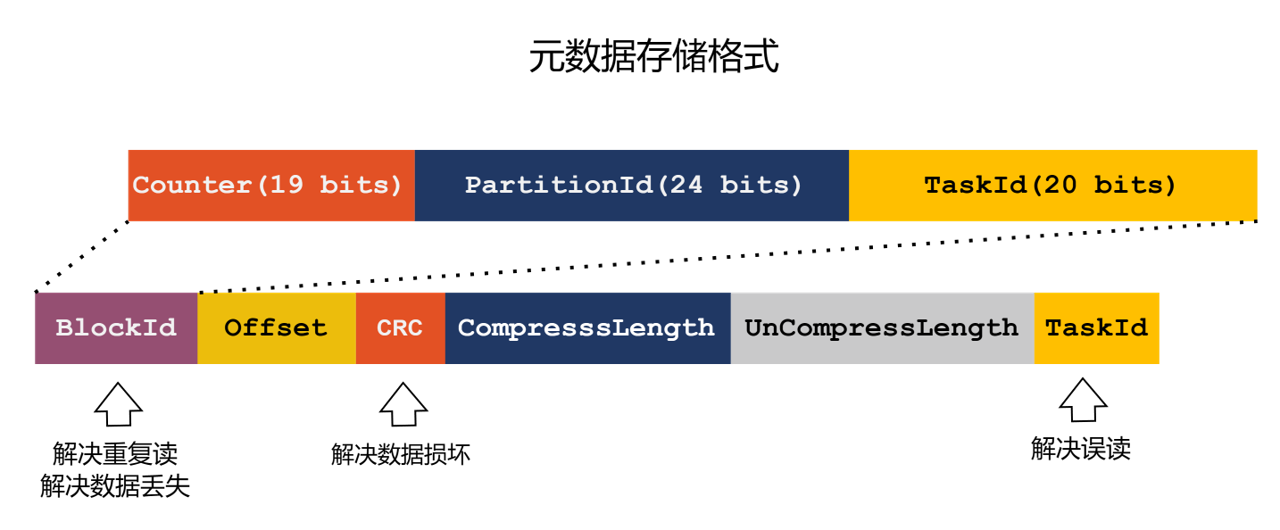 元数据存储格式
Counter(19 bits) PartitionId(24 bits) TaskId(20 bits)
BlockId Offset CRC CompresssLength UnCompressLength TaskId
解决重复读
解决数据丢失
解决数据损坏
解决误读